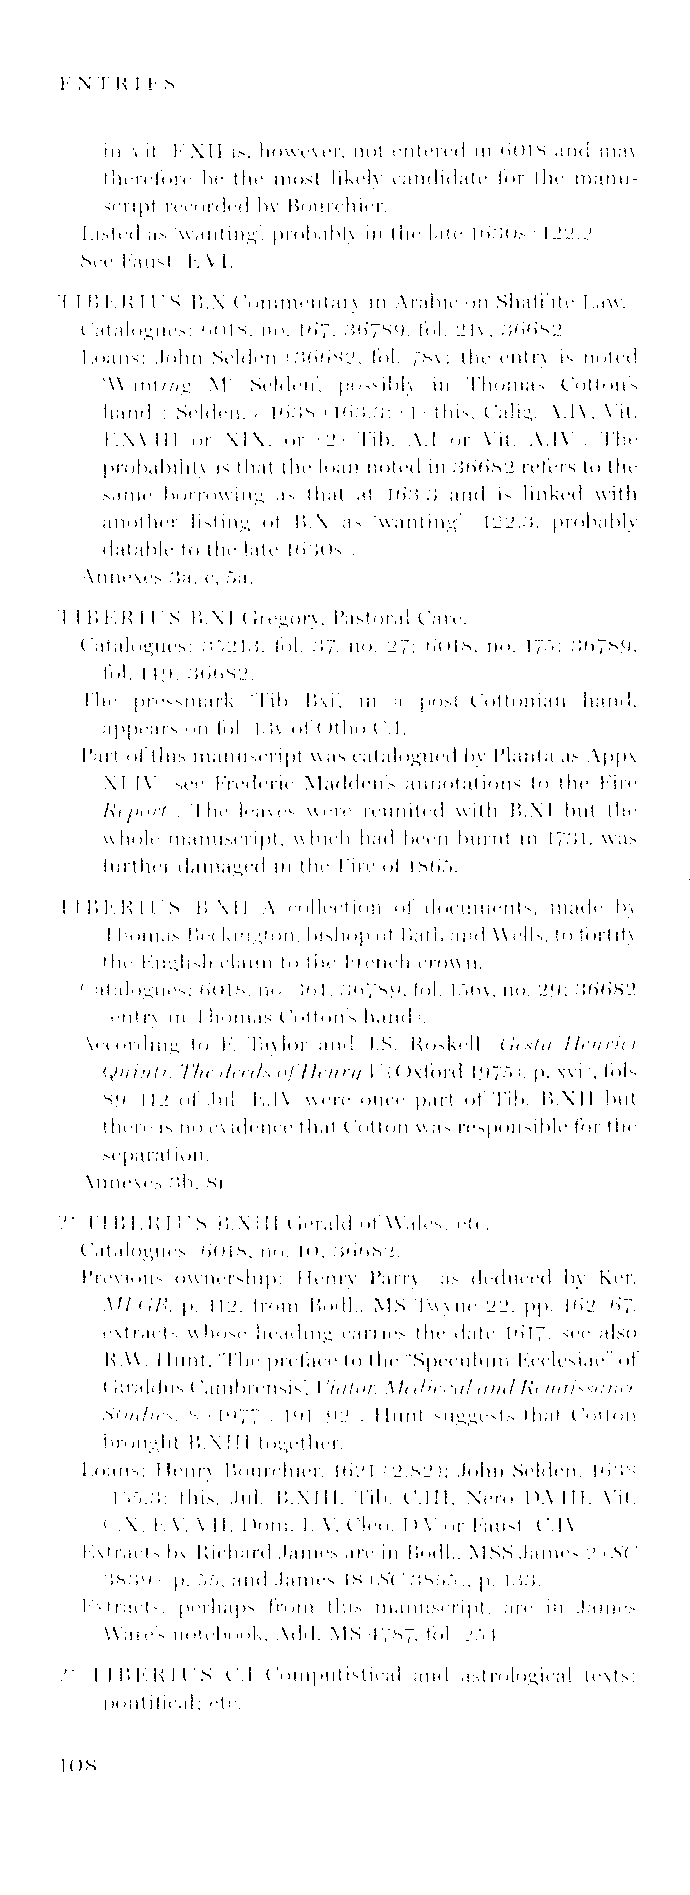 ENTRIES
in Vit. F.XII is, however, not entered in 6018 and may
therefore be the most likely candidate for the manu-
script recorded by Bourchier.
Listed as 'wanting', probably in the late 1630s (122.2).
See Faust. E.VI.
TIBERIUS B.X Commentary in Arabic on Shafi'ite Law.
Catalogues: 6018, no. 167; 36789, fol. 21v; 36682.
Loans: John Selden (36682, fol. 78v: the entry is noted
'Wanting Mr Selden', possibly in Thomas Cotton's
hand); Selden, c.1638 (163.3: (1) this, Calig. A.IV, Vit.
E.XVIII or XIX, or (2) Tib. A.I or Vit. A.IV). The
probability is that the loan noted in 36682 refers to the
same borrowing as that at 163.3 and is linked with
another listing of B.X as 'wanting' (122.3, probably
datable to the late 1630s).
Annexes 3a, c, 5a.
TIBERIUS B.XI Gregory, Pastoral Care.
Catalogues: 35213, fol. 37, no. 27; 6018, no. 175; 36789,
fol. 149; 36682.
The pressmark 'Tib Bxi', in a post-Cottonian hand,
appears on fol. 13v of Otho C.I.
Part of this manuscript was catalogued by Planta as Appx
XLIV (see Frederic Madden's annotations to the Fire
Report). The leaves were reunited with B.XI but the
whole manuscript, which had been burnt in 1731, was
further damaged in the Fire of 1865.
TIBERIUS B.XII A collection of documents, made by
Thomas Beckington, bishop of Bath and Wells, to fortify
the English claim to the French crown.
Catalogues: 6018, no. 361; 36789, fol. 156v, no. 29; 36682
(entry in Thomas Cotton's hand).
According to F. Taylor and J.S. Roskell, Gesta Henrici
Quinti. The deeds of Henry V (Oxford 1975), p. xvi, fols
89-112 of Jul. E.IV were once part of Tib. B.XII but
there is no evidence that Cotton was responsible for the
separation.
Annexes 3b, 8i.
TIBERIUS B.XIII Gerald of Wales, etc.
Catalogues: 6018, no. 10; 36682.
Previous ownership: Henry Parry (as deduced by Ker,
MLGB, p. 112, from Bodl., MS Twyne 22, pp. 162-67,
extracts whose heading carries the date 1617; see also
R.W. Hunt, 'The preface to the "Speculum Ecclesiae" of
Giraldus Cambrensis', Viator. Medieval and Renaissance
Studies, 8 (1977), 191-92). Hunt suggests that Cotton
brought B.XIII together.
Loans: Henry Bourchier, 1621 (2.82); John Selden, 1638
(155.3: this, Jul. B.XIII, Tib. C.III, Nero D.VIII, Vit.
C.X, E.V, VII, Dom. I, V, Cleo. D.V or Faust. C.IV).
Extracts by Richard James are in Bodl., MSS James 2 (SC
3839), p. 55, and James 18 (SC 3855), p. 133.
Extracts, perhaps from this manuscript, are in James
Ware's notebook, Add. MS 4787, fol. 254.
TIBERIUS C.I Computistical and astrological texts;
pontifical; etc.
108